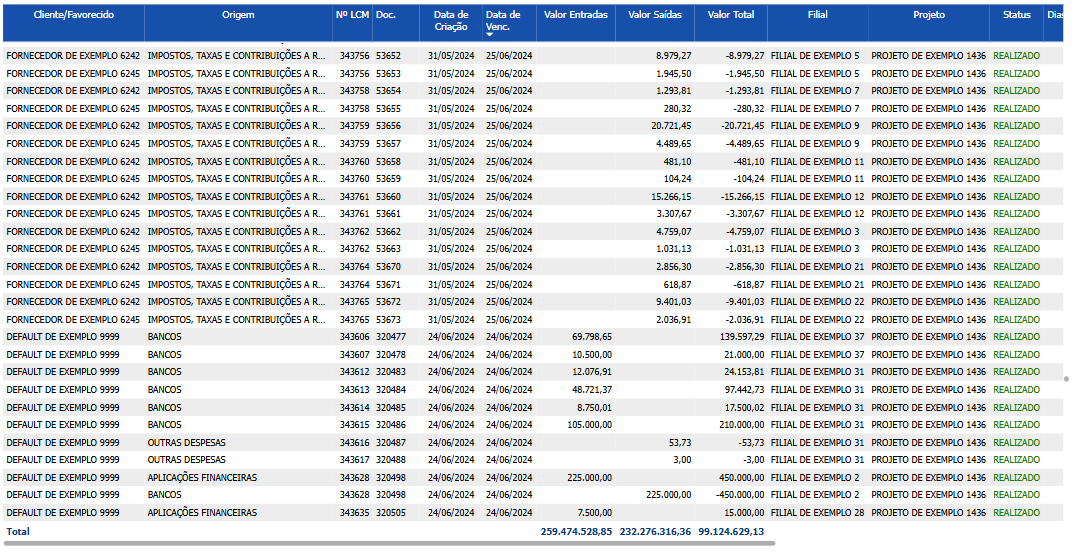 Cliente/Favorecido Origem Nº LCM Doc. Data de Criação Data de Venc. Valor Entradas Valor Saídas Valor Total Filial Projeto Status Dias
FORNECEDOR DE EXEMPLO 6242 IMPOSTOS, TAXAS E CONTRIBUIÇÕES A R... 343756 53652 31/05/2024 25/06/2024 8.979,27 -8.979,27 FILIAL DE EXEMPLO 5 PROJETO DE EXEMPLO 1436 REALIZADO
FORNECEDOR DE EXEMPLO 6245 IMPOSTOS, TAXAS E CONTRIBUIÇÕES A R... 343756 53653 31/05/2024 25/06/2024 1.945,50 -1.945,50 FILIAL DE EXEMPLO 5 PROJETO DE EXEMPLO 1436 REALIZADO
FORNECEDOR DE EXEMPLO 6242 IMPOSTOS, TAXAS E CONTRIBUIÇÕES A R... 343758 53654 31/05/2024 25/06/2024 1.293,81 -1.293,81 FILIAL DE EXEMPLO 7 PROJETO DE EXEMPLO 1436 REALIZADO
FORNECEDOR DE EXEMPLO 6245 IMPOSTOS, TAXAS E CONTRIBUIÇÕES A R... 343758 53655 31/05/2024 25/06/2024 280,32 -280,32 FILIAL DE EXEMPLO 7 PROJETO DE EXEMPLO 1436 REALIZADO
FORNECEDOR DE EXEMPLO 6242 IMPOSTOS, TAXAS E CONTRIBUIÇÕES A R... 343759 53656 31/05/2024 25/06/2024 20.721,45 -20.721,45 FILIAL DE EXEMPLO 9 PROJETO DE EXEMPLO 1436 REALIZADO
FORNECEDOR DE EXEMPLO 6245 IMPOSTOS, TAXAS E CONTRIBUIÇÕES A R... 343759 53657 31/05/2024 25/06/2024 4.489,65 -4.489,65 FILIAL DE EXEMPLO 9 PROJETO DE EXEMPLO 1436 REALIZADO
FORNECEDOR DE EXEMPLO 6242 IMPOSTOS, TAXAS E CONTRIBUIÇÕES A R... 343760 53658 31/05/2024 25/06/2024 481,10 -481,10 FILIAL DE EXEMPLO 11 PROJETO DE EXEMPLO 1436 REALIZADO
FORNECEDOR DE EXEMPLO 6245 IMPOSTOS, TAXAS E CONTRIBUIÇÕES A R... 343760 53659 31/05/2024 25/06/2024 104,24 -104,24 FILIAL DE EXEMPLO 11 PROJETO DE EXEMPLO 1436 REALIZADO
FORNECEDOR DE EXEMPLO 6242 IMPOSTOS, TAXAS E CONTRIBUIÇÕES A R... 343761 53660 31/05/2024 25/06/2024 15.266,15 -15.266,15 FILIAL DE EXEMPLO 12 PROJETO DE EXEMPLO 1436 REALIZADO
FORNECEDOR DE EXEMPLO 6245 IMPOSTOS, TAXAS E CONTRIBUIÇÕES A R... 343761 53661 31/05/2024 25/06/2024 3.307,67 -3.307,67 FILIAL DE EXEMPLO 12 PROJETO DE EXEMPLO 1436 REALIZADO
FORNECEDOR DE EXEMPLO 6242 IMPOSTOS, TAXAS E CONTRIBUIÇÕES A R... 343762 53662 31/05/2024 25/06/2024 4.759,07 -4.759,07 FILIAL DE EXEMPLO 3 PROJETO DE EXEMPLO 1436 REALIZADO
FORNECEDOR DE EXEMPLO 6245 IMPOSTOS, TAXAS E CONTRIBUIÇÕES A R... 343762 53663 31/05/2024 25/06/2024 1.031,13 -1.031,13 FILIAL DE EXEMPLO 3 PROJETO DE EXEMPLO 1436 REALIZADO
FORNECEDOR DE EXEMPLO 6242 IMPOSTOS, TAXAS E CONTRIBUIÇÕES A R... 343764 53670 31/05/2024 25/06/2024 2.856,30 -2.856,30 FILIAL DE EXEMPLO 21 PROJETO DE EXEMPLO 1436 REALIZADO
FORNECEDOR DE EXEMPLO 6245 IMPOSTOS, TAXAS E CONTRIBUIÇÕES A R... 343764 53671 31/05/2024 25/06/2024 618,87 -618,87 FILIAL DE EXEMPLO 21 PROJETO DE EXEMPLO 1436 REALIZADO
FORNECEDOR DE EXEMPLO 6242 IMPOSTOS, TAXAS E CONTRIBUIÇÕES A R... 343765 53672 31/05/2024 25/06/2024 9.401,03 -9.401,03 FILIAL DE EXEMPLO 22 PROJETO DE EXEMPLO 1436 REALIZADO
FORNECEDOR DE EXEMPLO 6245 IMPOSTOS, TAXAS E CONTRIBUIÇÕES A R... 343765 53673 31/05/2024 25/06/2024 2.036,91 -2.036,91 FILIAL DE EXEMPLO 22 PROJETO DE EXEMPLO 1436 REALIZADO
DEFAULT DE EXEMPLO 9999 BANCOS 343606 320477 24/06/2024 24/06/2024 69.798,65 139.597,29 FILIAL DE EXEMPLO 37 PROJETO DE EXEMPLO 1436 REALIZADO
DEFAULT DE EXEMPLO 9999 BANCOS 343607 320478 24/06/2024 24/06/2024 10.500,00 21.000,00 FILIAL DE EXEMPLO 37 PROJETO DE EXEMPLO 1436 REALIZADO
DEFAULT DE EXEMPLO 9999 BANCOS 343612 320483 24/06/2024 24/06/2024 12.076,91 24.153,81 FILIAL DE EXEMPLO 31 PROJETO DE EXEMPLO 1436 REALIZADO
DEFAULT DE EXEMPLO 9999 BANCOS 343613 320484 24/06/2024 24/06/2024 48.721,37 97.442,73 FILIAL DE EXEMPLO 31 PROJETO DE EXEMPLO 1436 REALIZADO
DEFAULT DE EXEMPLO 9999 BANCOS 343614 320485 24/06/2024 24/06/2024 8.750,01 17.500,02 FILIAL DE EXEMPLO 31 PROJETO DE EXEMPLO 1436 REALIZADO
DEFAULT DE EXEMPLO 9999 BANCOS 343615 320486 24/06/2024 24/06/2024 105.000,00 210.000,00 FILIAL DE EXEMPLO 31 PROJETO DE EXEMPLO 1436 REALIZADO
DEFAULT DE EXEMPLO 9999 OUTRAS DESPESAS 343616 320487 24/06/2024 24/06/2024 53,73 -53,73 FILIAL DE EXEMPLO 31 PROJETO DE EXEMPLO 1436 REALIZADO
DEFAULT DE EXEMPLO 9999 OUTRAS DESPESAS 343617 320488 24/06/2024 24/06/2024 3,00 -3,00 FILIAL DE EXEMPLO 31 PROJETO DE EXEMPLO 1436 REALIZADO
DEFAULT DE EXEMPLO 9999 APLICAÇÕES FINANCEIRAS 343628 320498 24/06/2024 24/06/2024 225.000,00 450.000,00 FILIAL DE EXEMPLO 2 PROJETO DE EXEMPLO 1436 REALIZADO
DEFAULT DE EXEMPLO 9999 BANCOS 343628 320498 24/06/2024 24/06/2024 225.000,00 -450.000,00 FILIAL DE EXEMPLO 2 PROJETO DE EXEMPLO 1436 REALIZADO
DEFAULT DE EXEMPLO 9999 APLICAÇÕES FINANCEIRAS 343635 320505 24/06/2024 24/06/2024 7.500,00 15.000,00 FILIAL DE EXEMPLO 28 PROJETO DE EXEMPLO 1436 REALIZADO
Total 259.474.528,85 232.276.316,36 99.124.629,13